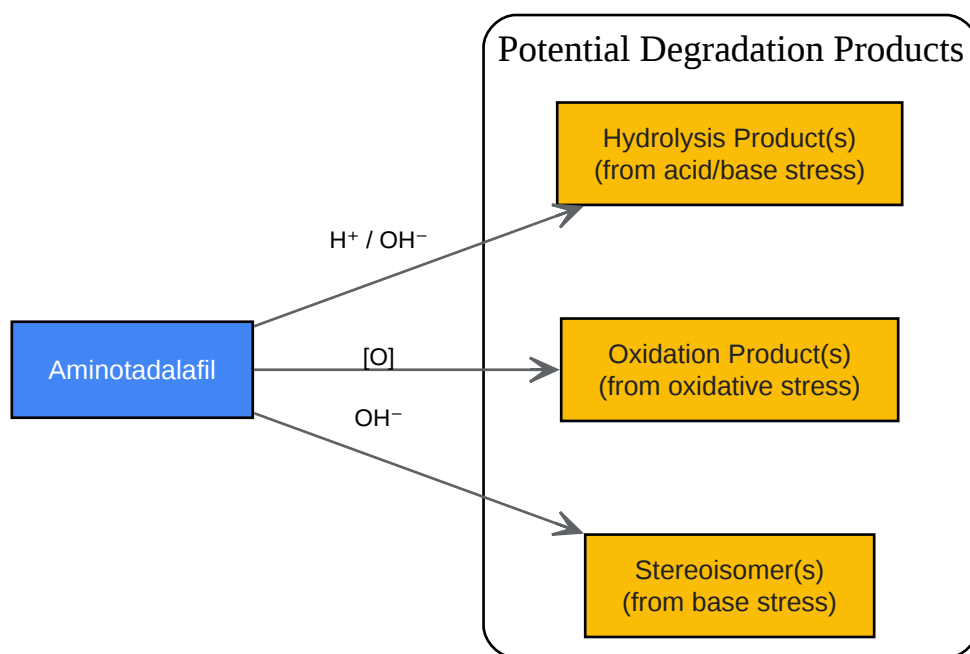 Potential Degradation Products
Hydrolysis Product(s)
(from acid/base stress)
H⁺ / OH⁻
Aminotadalafil
[O]
Oxidation Product(s)
(from oxidative stress)
OH⁻
Stereoisomer(s)
(from base stress)